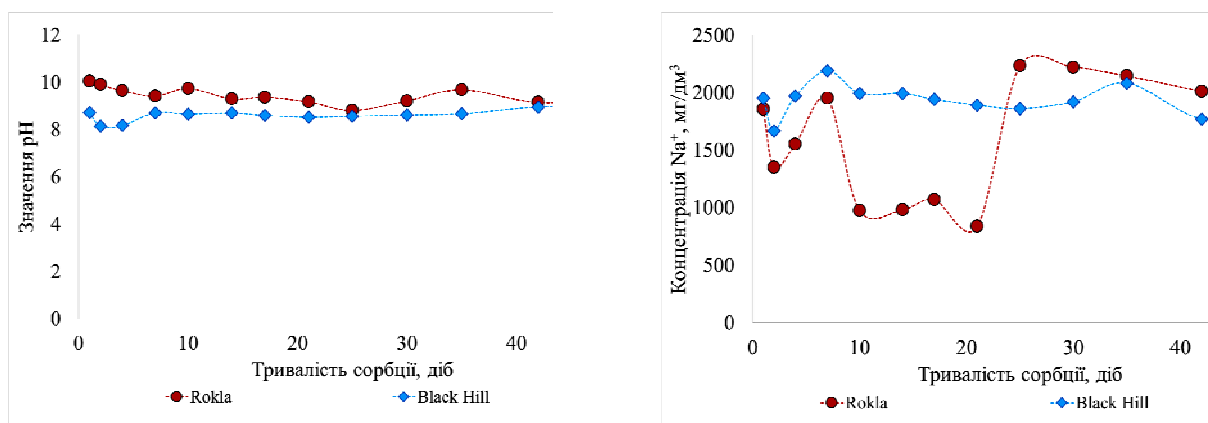 12
10
8
6
4
2
0
Значення pH
0 10 20 30 40
Тривалість сорбції, діб
Rokla Black Hill
2500
2000
1500
1000
500
0
Концентрація Na⁺, мг/дм³
0 10 20 30 40
Тривалість сорбції, діб
Rokla Black Hill